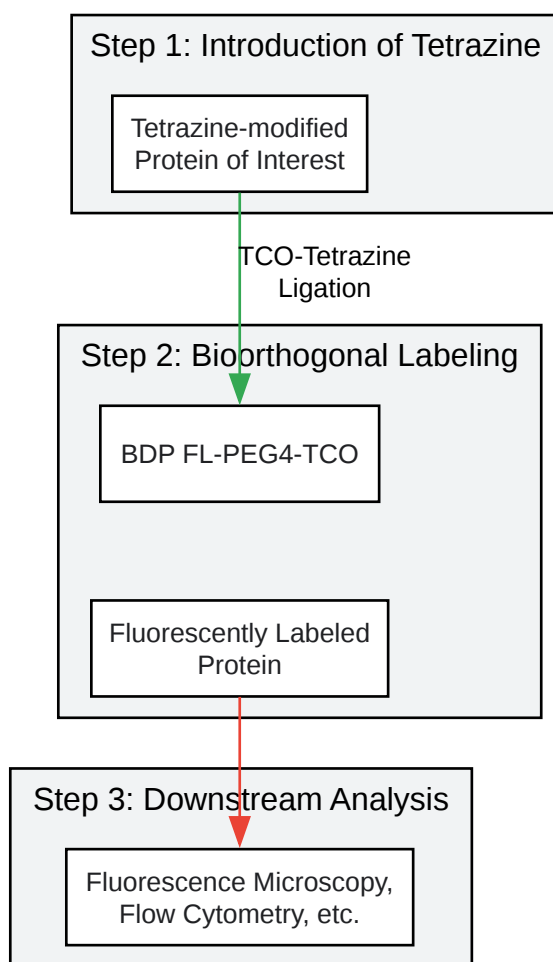 Step 1: Introduction of Tetrazine
Tetrazine-modified
Protein of Interest
TCO-Tetrazine
Ligation
Step 2: Bioorthogonal Labeling
BDP FL-PEG4-TCO
Fluorescently Labeled
Protein
Step 3: Downstream Analysis
Fluorescence Microscopy,
Flow Cytometry, etc.